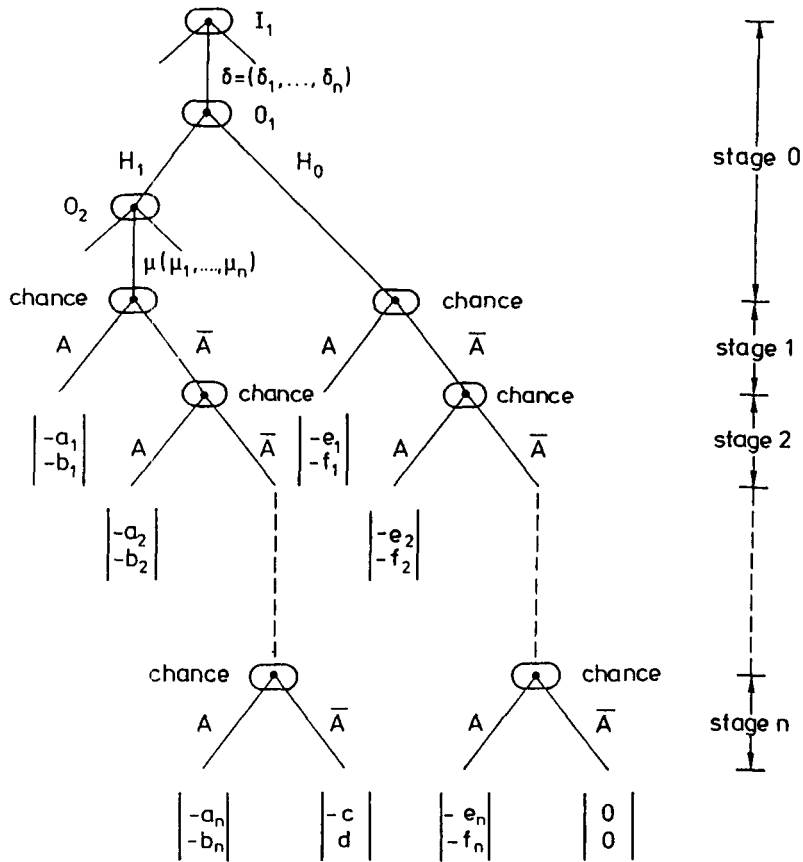 I₁
δ=(δ₁,...,δₙ)
O₁
H₁
H₀
stage 0
O₂
μ(μ₁,...,μₙ)
chance
chance
A
A̅
A
A̅
stage 1
chance
chance
|-a₁|
|-b₁|
A
A̅
|-e₁|
|-f₁|
A
A̅
stage 2
|-a₂|
|-b₂|
|-e₂|
|-f₂|
chance
chance
A
A̅
A
A̅
stage n
|-aₙ| |-c| |-eₙ| |0|
|-bₙ| |d| |-fₙ| |0|